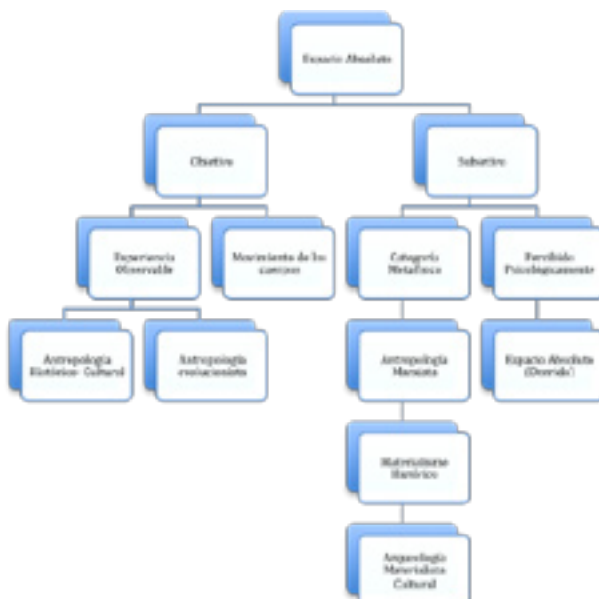 Espacio Absoluto
Objetivo
Subjetivo
Experiencia
Observable
Movimiento de los
cuerpos
Categoría
Metafísica
Percibido
Psicológicamente
Antropología
Histórico- Cultural
Antropología
evolucionista
Antropología
Marxista
Espacio Absoluto
Materialismo
Histórico
Arqueología
Materialista
Cultural